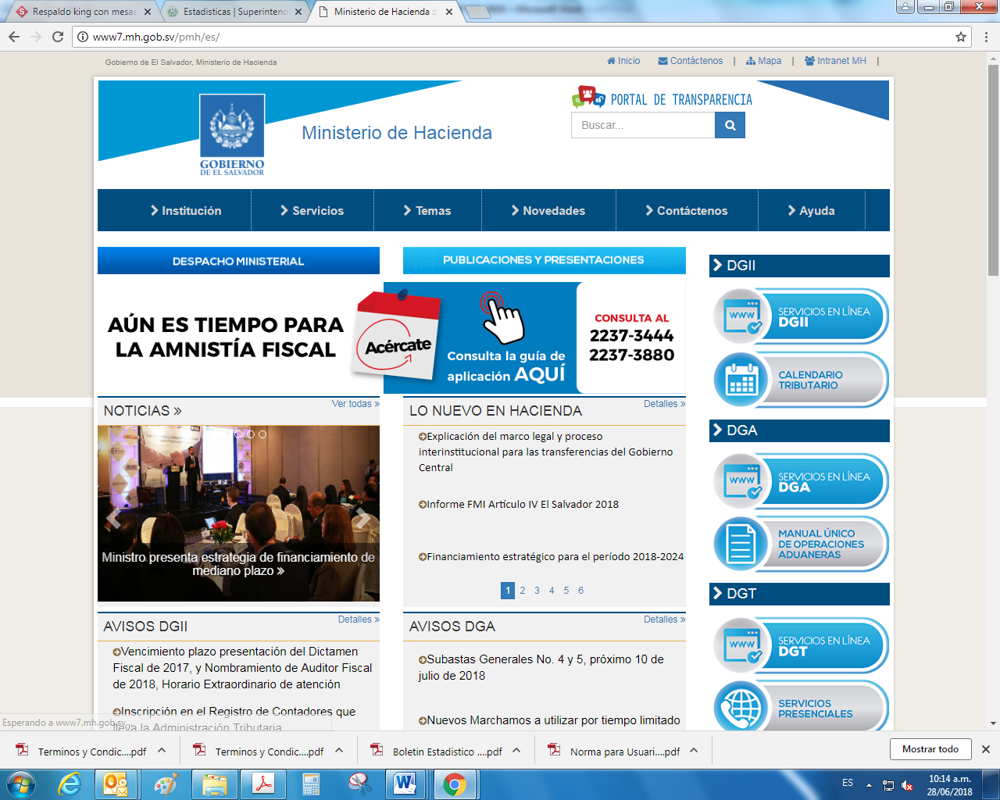 Respaldo king con mesas
Estadisticas | Superintend
Ministerio de Hacienda ::
www7.mh.gob.sv/pmh/es/
Gobierno de El Salvador, Ministerio de Hacienda
Inicio
Contáctenos |
Mapa |
Intranet MH |
GOBIERNO
DE EL SALVADOR
Ministerio de Hacienda
PORTAL DE TRANSPARENCIA
Buscar...
Institución
Servicios
Temas
Novedades
Contáctenos
Ayuda
DESPACHO MINISTERIAL
PUBLICACIONES Y PRESENTACIONES
AÚN ES TIEMPO PARA
LA AMNISTÍA FISCAL
Acércate
Consulta la guía de
aplicación AQUÍ
CONSULTA AL
2237-3444
2237-3880
NOTICIAS »
Ver todas »
Ministro presenta estrategia de financiamiento de
mediano plazo »
LO NUEVO EN HACIENDA
Detalles »
Explicación del marco legal y proceso
interinstitucional para las transferencias del Gobierno
Central
Informe FMI Artículo IV El Salvador 2018
Financiamiento estratégico para el período 2018-2024
1 2 3 4 5 6
AVISOS DGII
Detalles »
Vencimiento plazo presentación del Dictamen
Fiscal de 2017, y Nombramiento de Auditor Fiscal
de 2018, Horario Extraordinario de atención
Inscripción en el Registro de Contadores que
lleva la Administración Tributaria
AVISOS DGA
Detalles »
Subastas Generales No. 4 y 5, próximo 10 de
julio de 2018
Nuevos Marchamos a utilizar por tiempo limitado
DGII
WWW
SERVICIOS EN LÍNEA
DGII
CALENDARIO
TRIBUTARIO
DGA
WWW
SERVICIOS EN LÍNEA
DGA
MANUAL ÚNICO
DE OPERACIONES
ADUANERAS
DGT
WWW
SERVICIOS EN LÍNEA
DGT
SERVICIOS
PRESENCIALES
Esperando a www7.mh.gob.sv...
Terminos y Condic....pdf
Terminos y Condic....pdf
Boletin Estadistico ....pdf
Norma para Usuari....pdf
Mostrar todo
ES
10:14 a.m.
28/06/2018